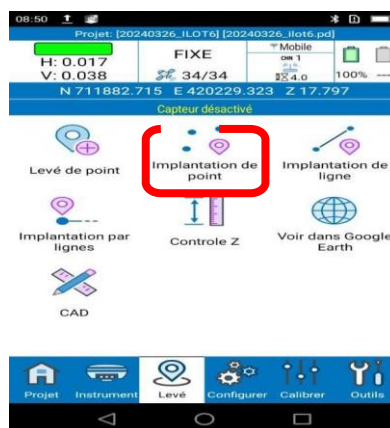 08:50
Projet: [20240326_ILOT6] [20240326_Ilot6.pd]
H: 0.017
V: 0.038
FIXE
34/34
Mobile
CHN 1
4.0
100%
N 711882.715 E 420229.323 Z 17.797
Capteur désactivé
Levé de point
Implantation de
point
Implantation de
ligne
Implantation par
lignes
Controle Z
Voir dans Google
Earth
CAD
Projet
Instrument
Levé
Configurer
Calibrer
Outils